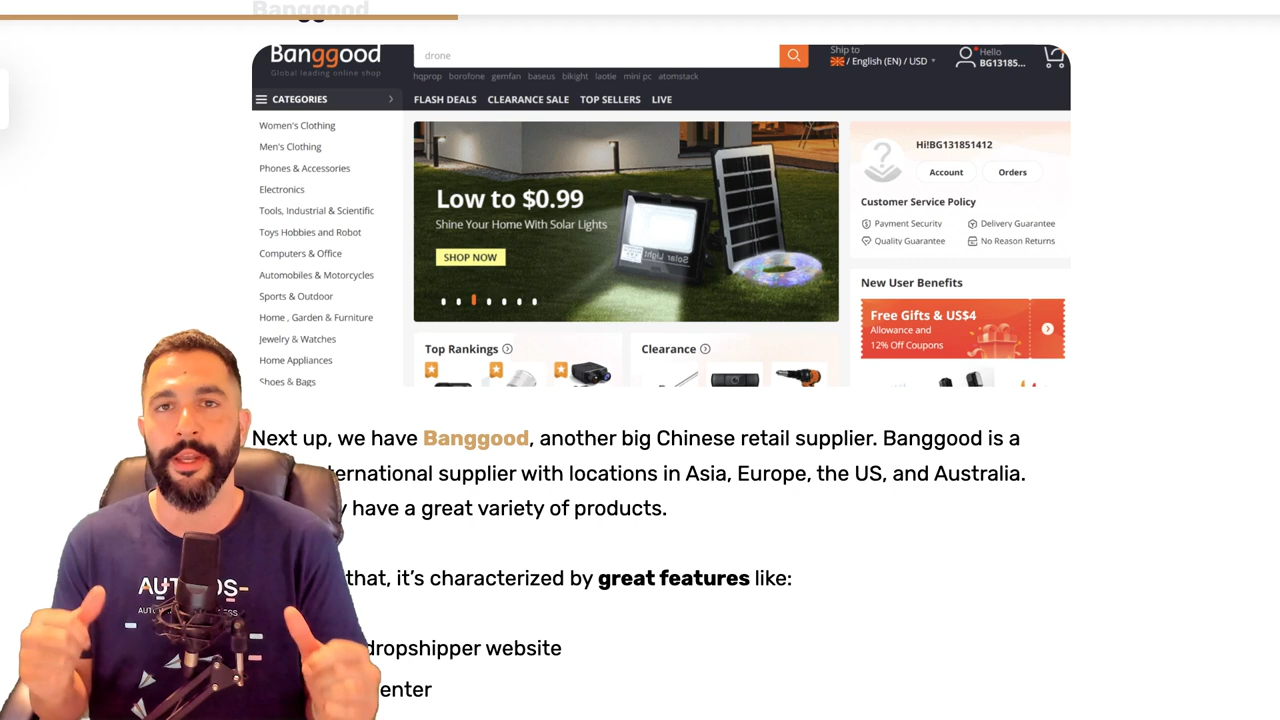 Banggood
Banggood
Global leading online shop
drone
Ship to
/ English (EN) / USD
Hello
BG13185...
hqprop borofone gemfan baseus bikight laotie mini pc atomstack
CATEGORIES
FLASH DEALS CLEARANCE SALE TOP SELLERS LIVE
Women's Clothing
Men's Clothing
Phones & Accessories
Electronics
Tools, Industrial & Scientific
Toys Hobbies and Robot
Computers & Office
Automobiles & Motorcycles
Sports & Outdoor
Home , Garden & Furniture
Jewelry & Watches
Home Appliances
Shoes & Bags
Low to $0.99
Shine Your Home With Solar Lights
SHOP NOW
Solar Light
Hi!BG131851412
Account Orders
Customer Service Policy
Payment Security Delivery Guarantee
Quality Guarantee No Reason Returns
New User Benefits
Free Gifts & US$4
Allowance and
12% Off Coupons
Top Rankings
Clearance
Next up, we have Banggood, another big Chinese retail supplier. Banggood is a
ernational supplier with locations in Asia, Europe, the US, and Australia.
y have a great variety of products.
that, it's characterized by great features like:
dropshipper website
enter